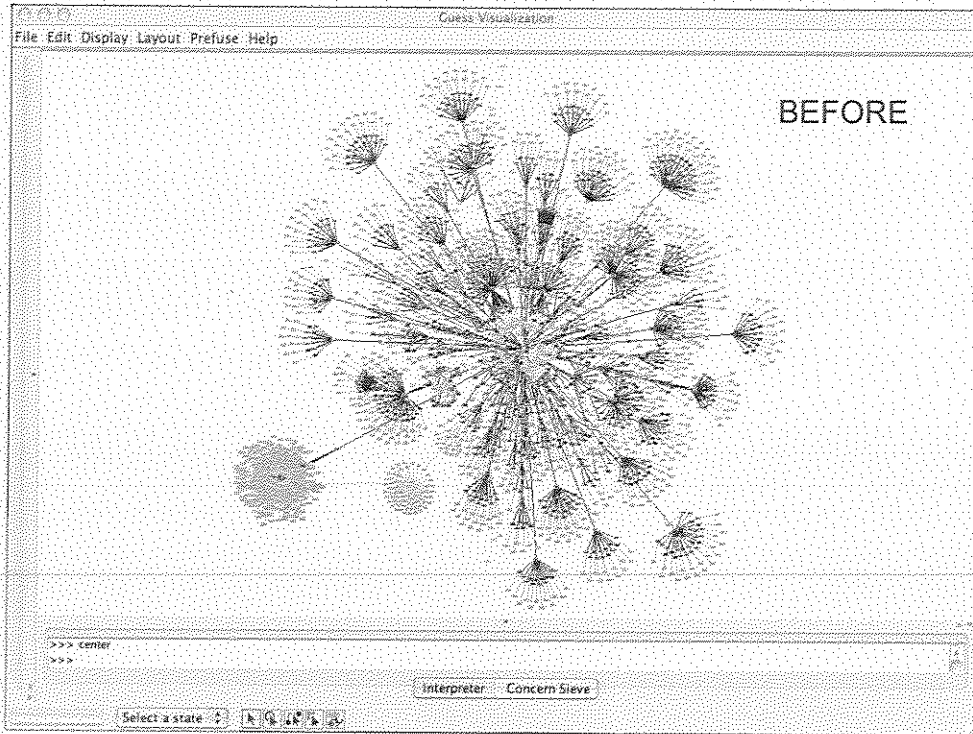 Guess Visualization
File Edit Display Layout Prefuse Help
BEFORE
>>> center
>>>
Interpreter Concern Sieve
Select a state